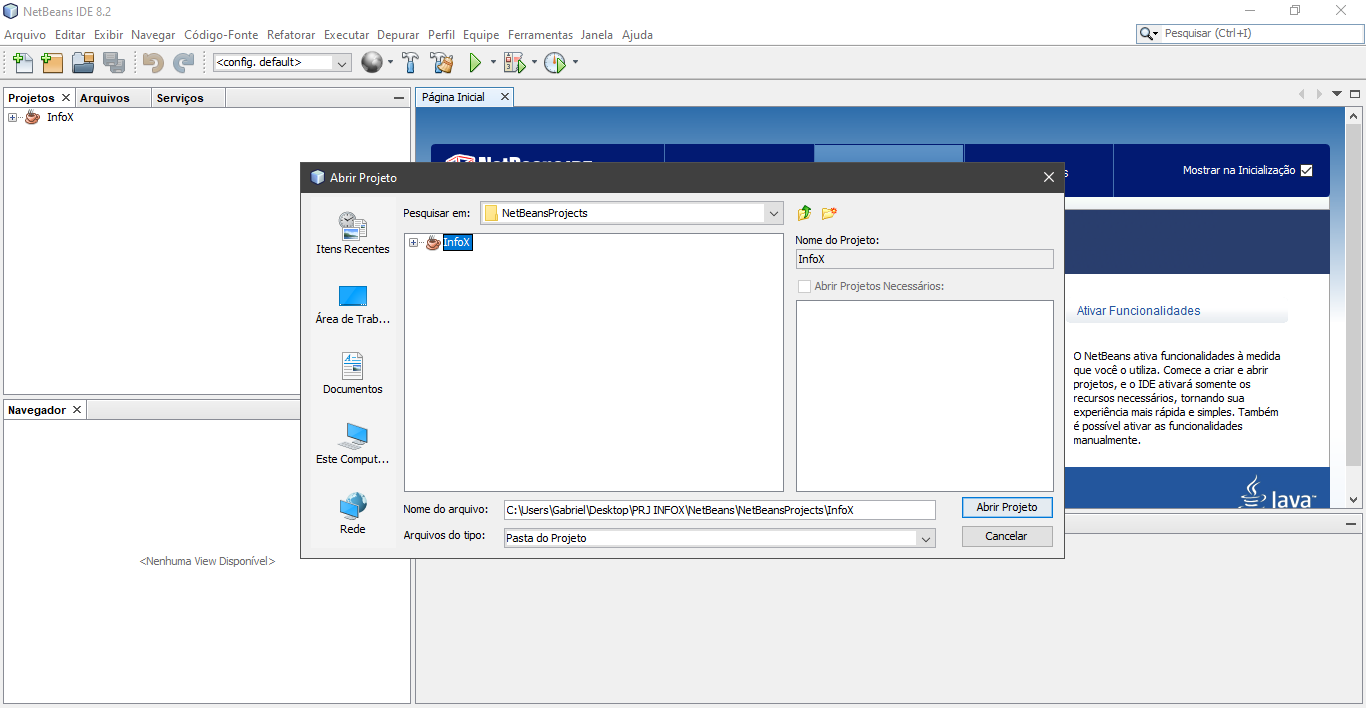 NetBeans IDE 8.2
Arquivo Editar Exibir Navegar Código-Fonte Refatorar Executar Depurar Perfil Equipe Ferramentas Janela Ajuda
Pesquisar (Ctrl+I)
<config. default>
Projetos Arquivos Serviços
InfoX
Página Inicial
Mostrar na Inicialização
Abrir Projeto
Pesquisar em: NetBeansProjects
Itens Recentes
Área de Trab...
Documentos
Este Comput...
Rede
InfoX
Nome do Projeto:
InfoX
Abrir Projetos Necessários:
Nome do arquivo: C:\Users\Gabriel\Desktop\PRJ INFOX\NetBeans\NetBeansProjects\InfoX
Arquivos do tipo: Pasta do Projeto
Abrir Projeto
Cancelar
Ativar Funcionalidades
O NetBeans ativa funcionalidades à medida
que você o utiliza. Comece a criar e abrir
projetos, e o IDE ativará somente os
recursos necessários, tornando sua
experiência mais rápida e simples. Também
é possível ativar as funcionalidades
manualmente.
Java™
Navegador
<Nenhuma View Disponível>